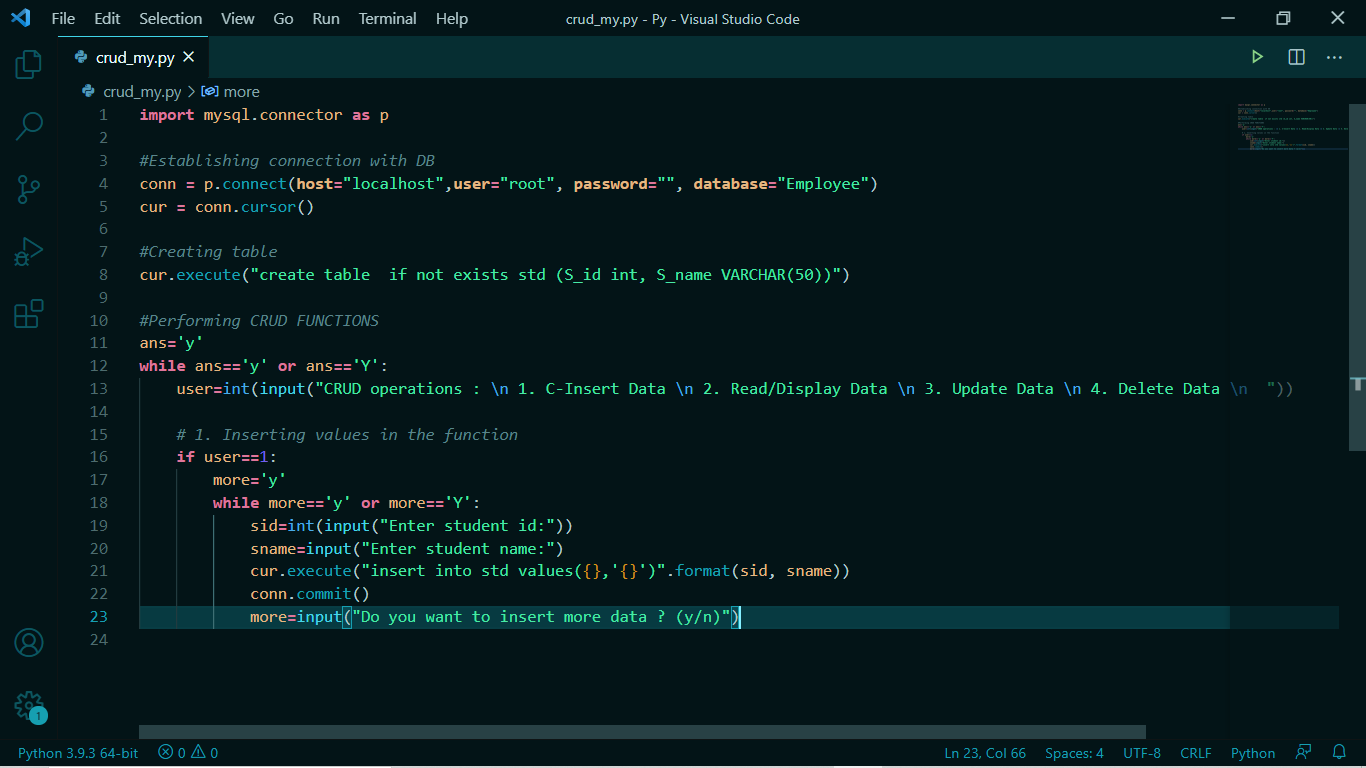 File Edit Selection View Go Run Terminal Help crud_my.py - Py - Visual Studio Code
crud_my.py
crud_my.py > more
1 import mysql.connector as p
2
3 #Establishing connection with DB
4 conn = p.connect(host="localhost",user="root", password="", database="Employee")
5 cur = conn.cursor()
6
7 #Creating table
8 cur.execute("create table  if not exists std (S_id int, S_name VARCHAR(50))")
9
10 #Performing CRUD FUNCTIONS
11 ans='y'
12 while ans=='y' or ans=='Y':
13     user=int(input("CRUD operations : \n 1. C-Insert Data \n 2. Read/Display Data \n 3. Update Data \n 4. Delete Data \n  "))
14
15     # 1. Inserting values in the function
16     if user==1:
17         more='y'
18         while more=='y' or more=='Y':
19             sid=int(input("Enter student id:"))
20             sname=input("Enter student name:")
21             cur.execute("insert into std values({},'{}')".format(sid, sname))
22             conn.commit()
23             more=input("Do you want to insert more data ? (y/n)")
24
1
Python 3.9.3 64-bit 0 0 Ln 23, Col 66 Spaces: 4 UTF-8 CRLF Python